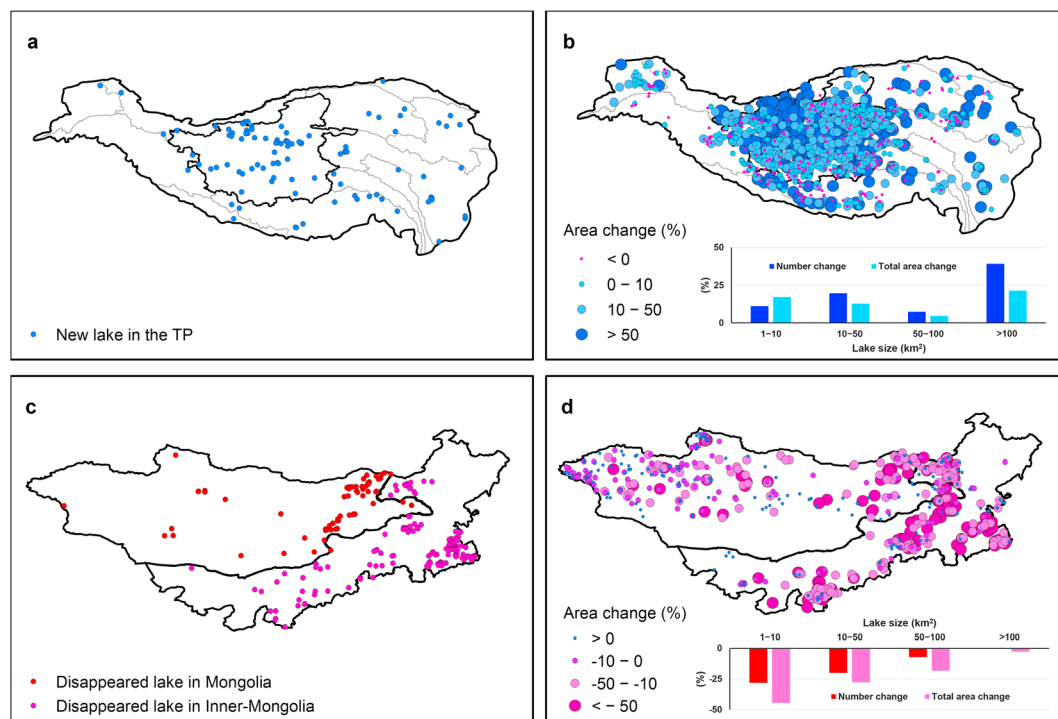 a
New lake in the TP
b
Area change (%)
< 0
0 − 10
10 − 50
> 50
50
25
0
(%)
Number change
Total area change
1−10
10−50
50−100
>100
Lake size (km²)
c
Disappeared lake in Mongolia
Disappeared lake in Inner-Mongolia
d
Area change (%)
> 0
-10 − 0
-50 − -10
< − 50
Lake size (km²)
1−10
10−50
50−100
>100
0
-25
-50
(%)
Number change
Total area change